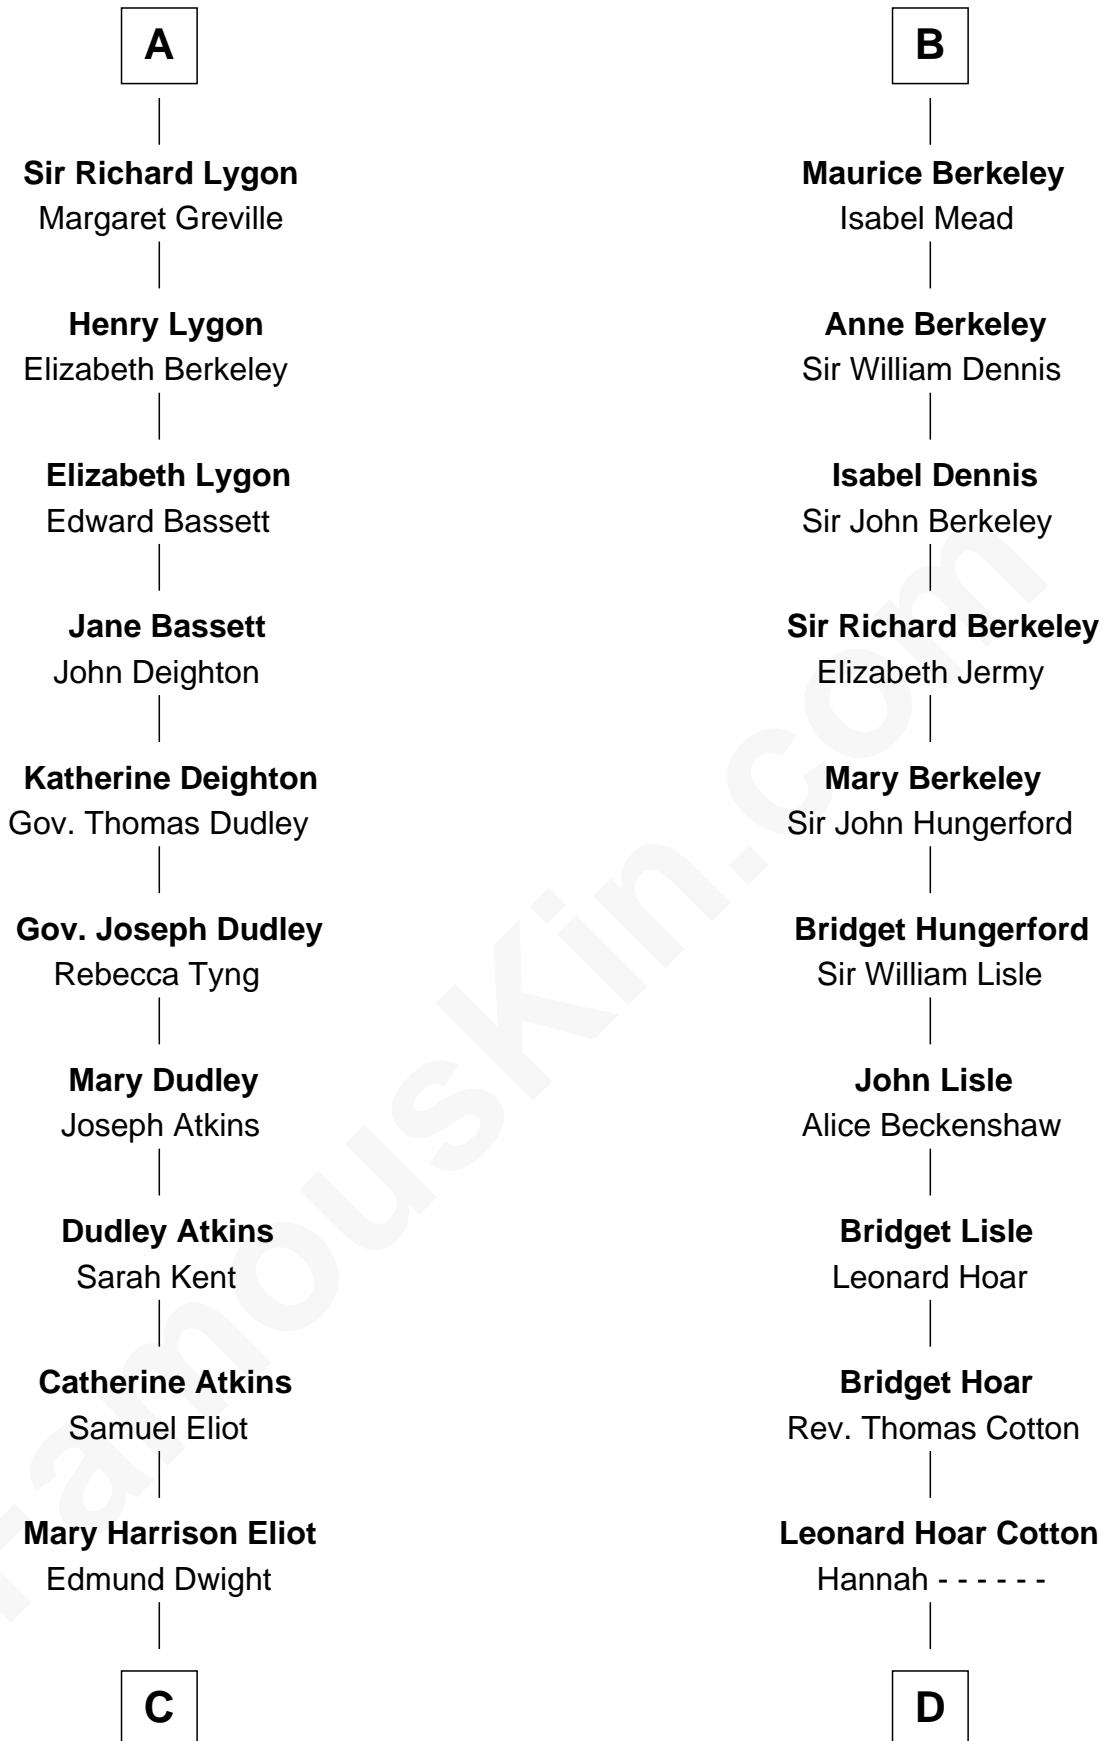 A
Sir Richard Lygon
Margaret Greville
Henry Lygon
Elizabeth Berkeley
Elizabeth Lygon
Edward Bassett
Jane Bassett
John Deighton
Katherine Deighton
Gov. Thomas Dudley
Gov. Joseph Dudley
Rebecca Tyng
Mary Dudley
Joseph Atkins
Dudley Atkins
Sarah Kent
Catherine Atkins
Samuel Eliot
Mary Harrison Eliot
Edmund Dwight
C
B
Maurice Berkeley
Isabel Mead
Anne Berkeley
Sir William Dennis
Isabel Dennis
Sir John Berkeley
Sir Richard Berkeley
Elizabeth Jermy
Mary Berkeley
Sir John Hungerford
Bridget Hungerford
Sir William Lisle
John Lisle
Alice Beckenshaw
Bridget Lisle
Leonard Hoar
Bridget Hoar
Rev. Thomas Cotton
Leonard Hoar Cotton
Hannah - - - - - -
D
FamousKin.com